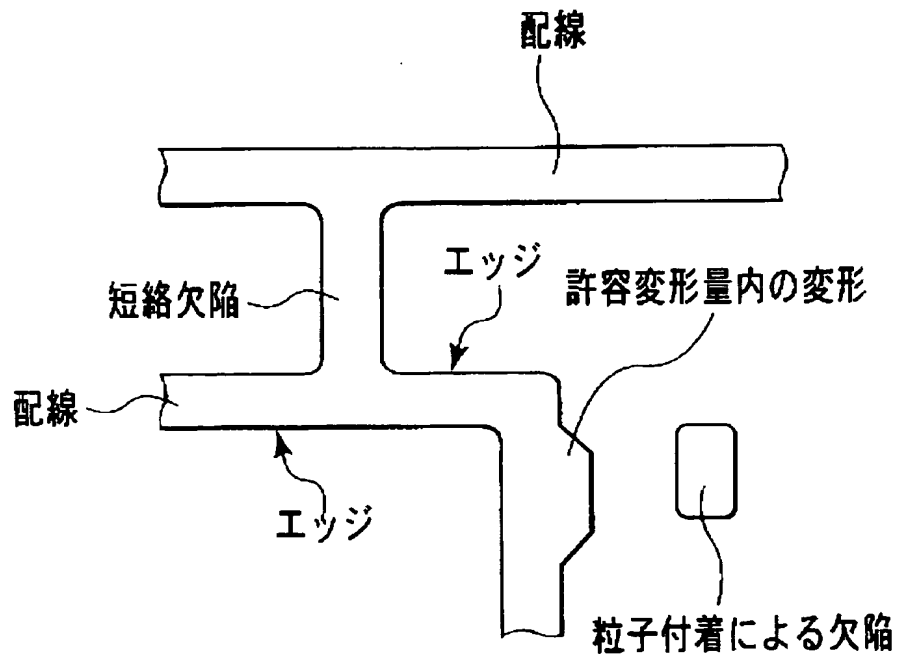 配線
エッジ
許容変形量内の変形
短絡欠陥
配線
エッジ
粒子付着による欠陥